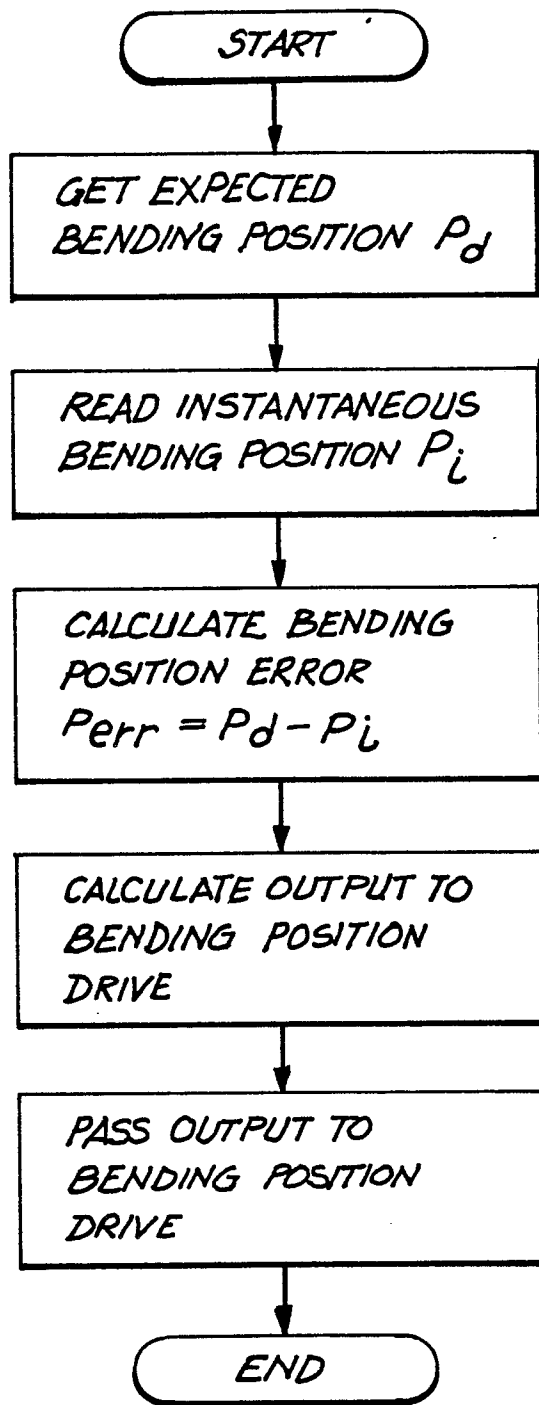 START
GET EXPECTED
BENDING POSITION Pd
READ INSTANTANEOUS
BENDING POSITION Pi
CALCULATE BENDING
POSITION ERROR
Perr = Pd - Pi
CALCULATE OUTPUT TO
BENDING POSITION
DRIVE
PASS OUTPUT TO
BENDING POSITION
DRIVE
END